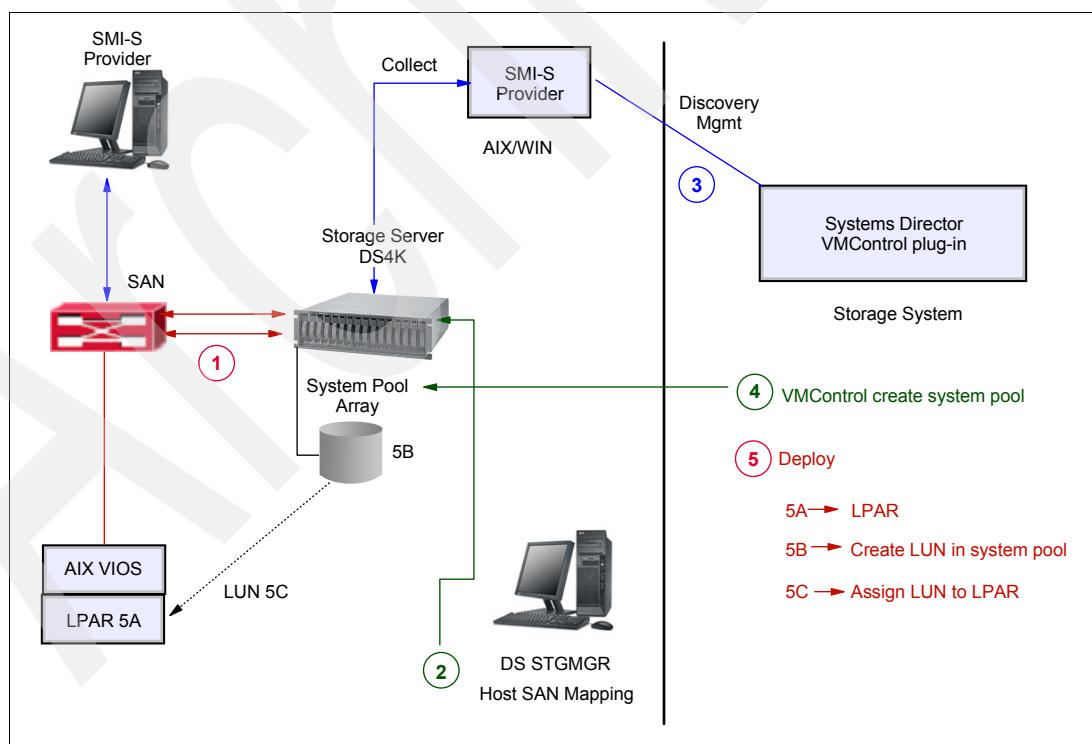 SMI-S
Provider
Collect
SMI-S
Provider
AIX/WIN
Discovery
Mgmt
3
Systems Director
VMControl plug-in
Storage System
Storage Server
DS4K
SAN
1
System Pool
Array
5B
4 VMControl create system pool
5 Deploy
5A LPAR
5B Create LUN in system pool
5C Assign LUN to LPAR
AIX VIOS
LPAR 5A
LUN 5C
2
DS STGMGR
Host SAN Mapping